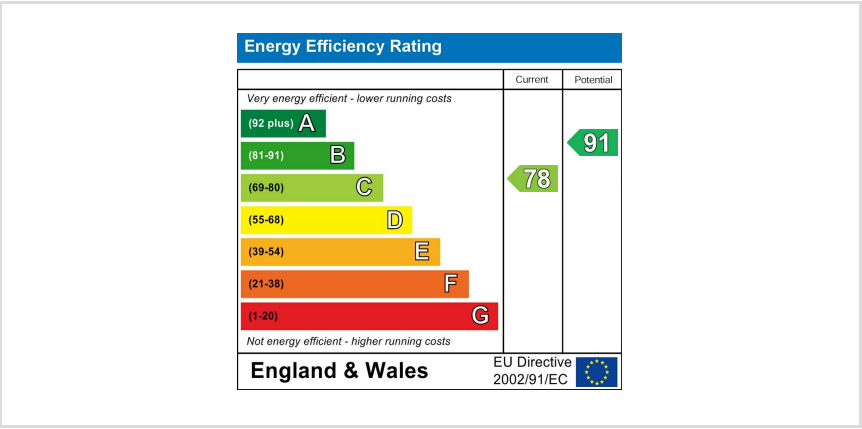 Energy Efficiency Rating
Current Potential
Very energy efficient - lower running costs
(92 plus) A
(81-91) B
(69-80) C
(55-68) D
(39-54) E
(21-38) F
(1-20) G
91
78
Not energy efficient - higher running costs
England & Wales
EU Directive
2002/91/EC